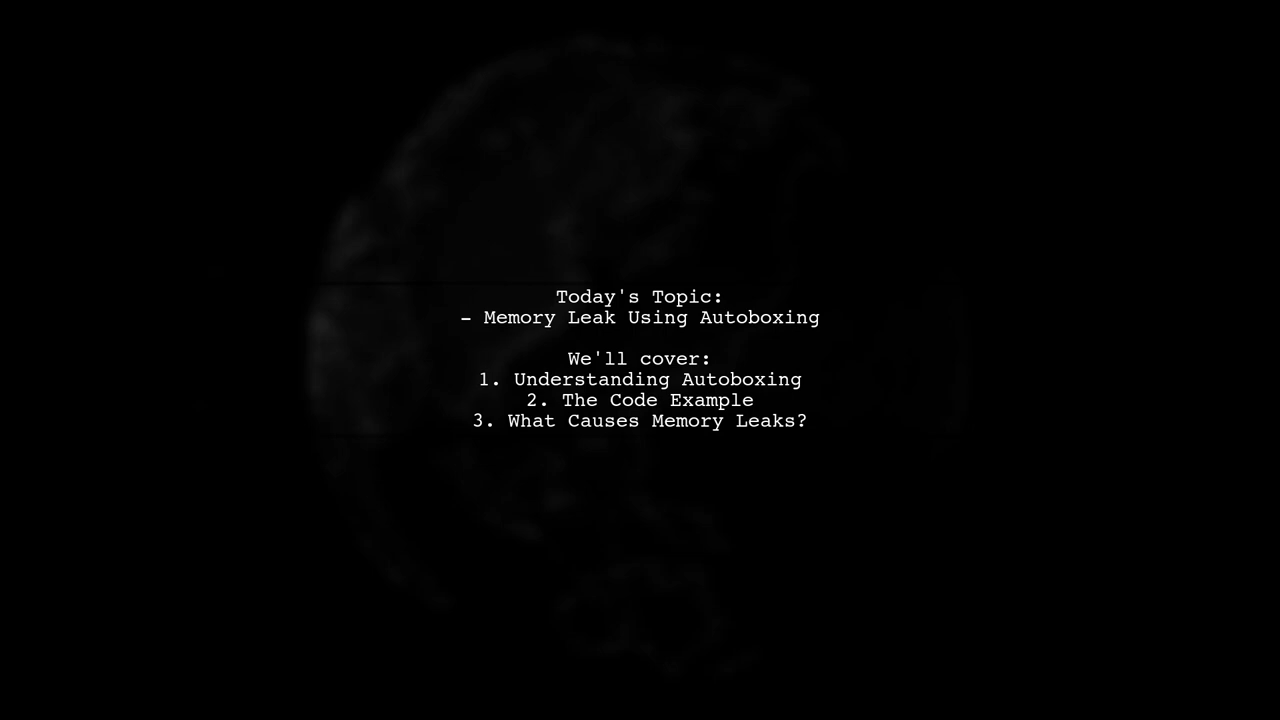 Today's Topic:
- Memory Leak Using Autoboxing
We'll cover:
1. Understanding Autoboxing
2. The Code Example
3. What Causes Memory Leaks?